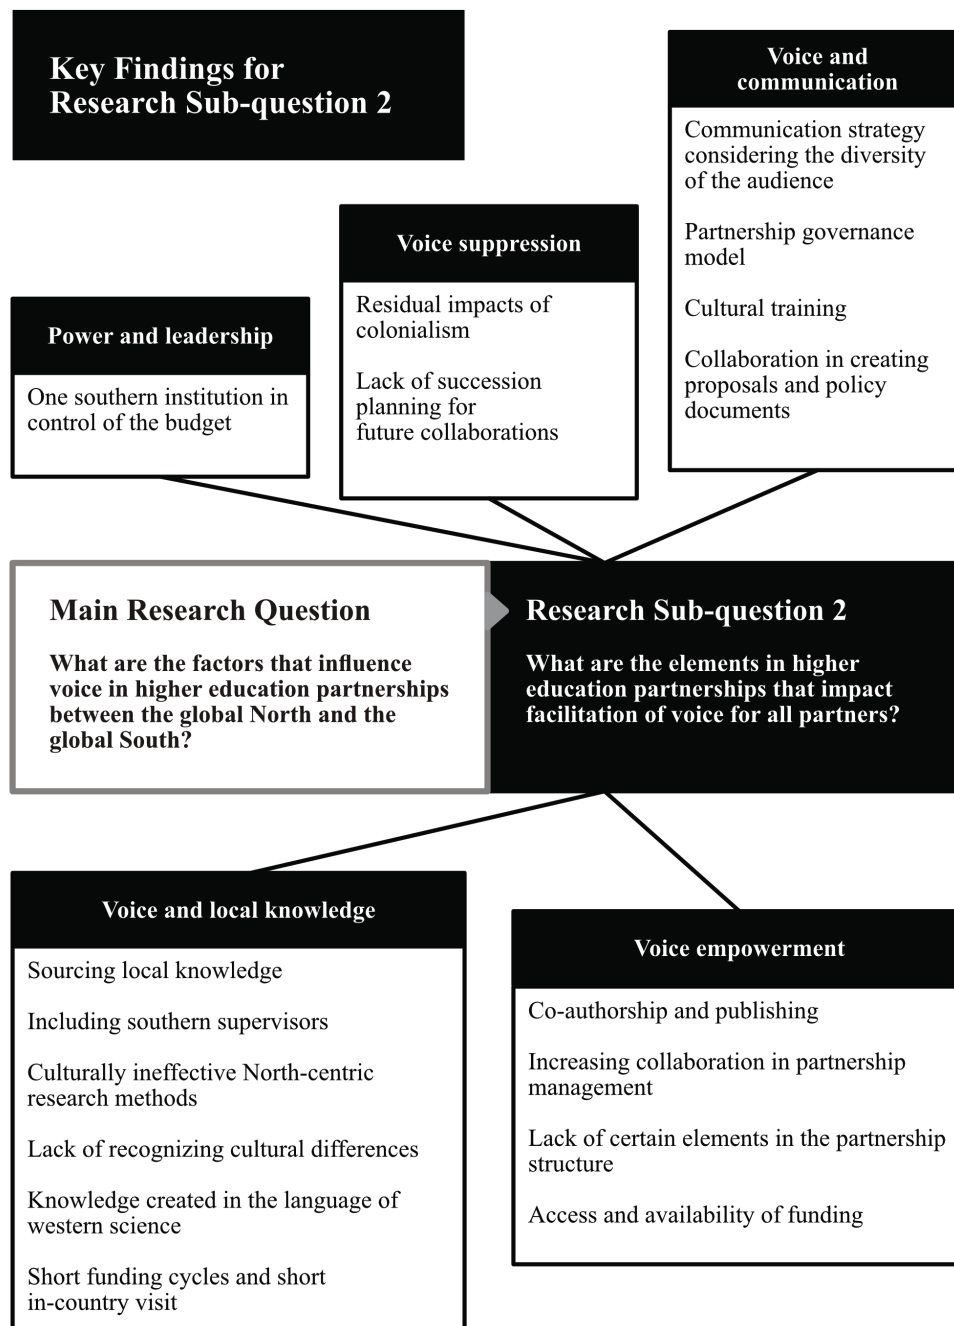 Key Findings for
Research Sub-question 2
Voice and
communication
Communication strategy
considering the diversity
of the audience
Partnership governance
model
Cultural training
Collaboration in creating
proposals and policy
documents
Voice suppression
Residual impacts of
colonialism
Lack of succession
planning for
future collaborations
Power and leadership
One southern institution in
control of the budget
Main Research Question
What are the factors that influence
voice in higher education partnerships
between the global North and the
global South?
Research Sub-question 2
What are the elements in higher
education partnerships that impact
facilitation of voice for all partners?
Voice and local knowledge
Sourcing local knowledge
Including southern supervisors
Culturally ineffective North-centric
research methods
Lack of recognizing cultural differences
Knowledge created in the language of
western science
Short funding cycles and short
in-country visit
Voice empowerment
Co-authorship and publishing
Increasing collaboration in partnership
management
Lack of certain elements in the partnership
structure
Access and availability of funding